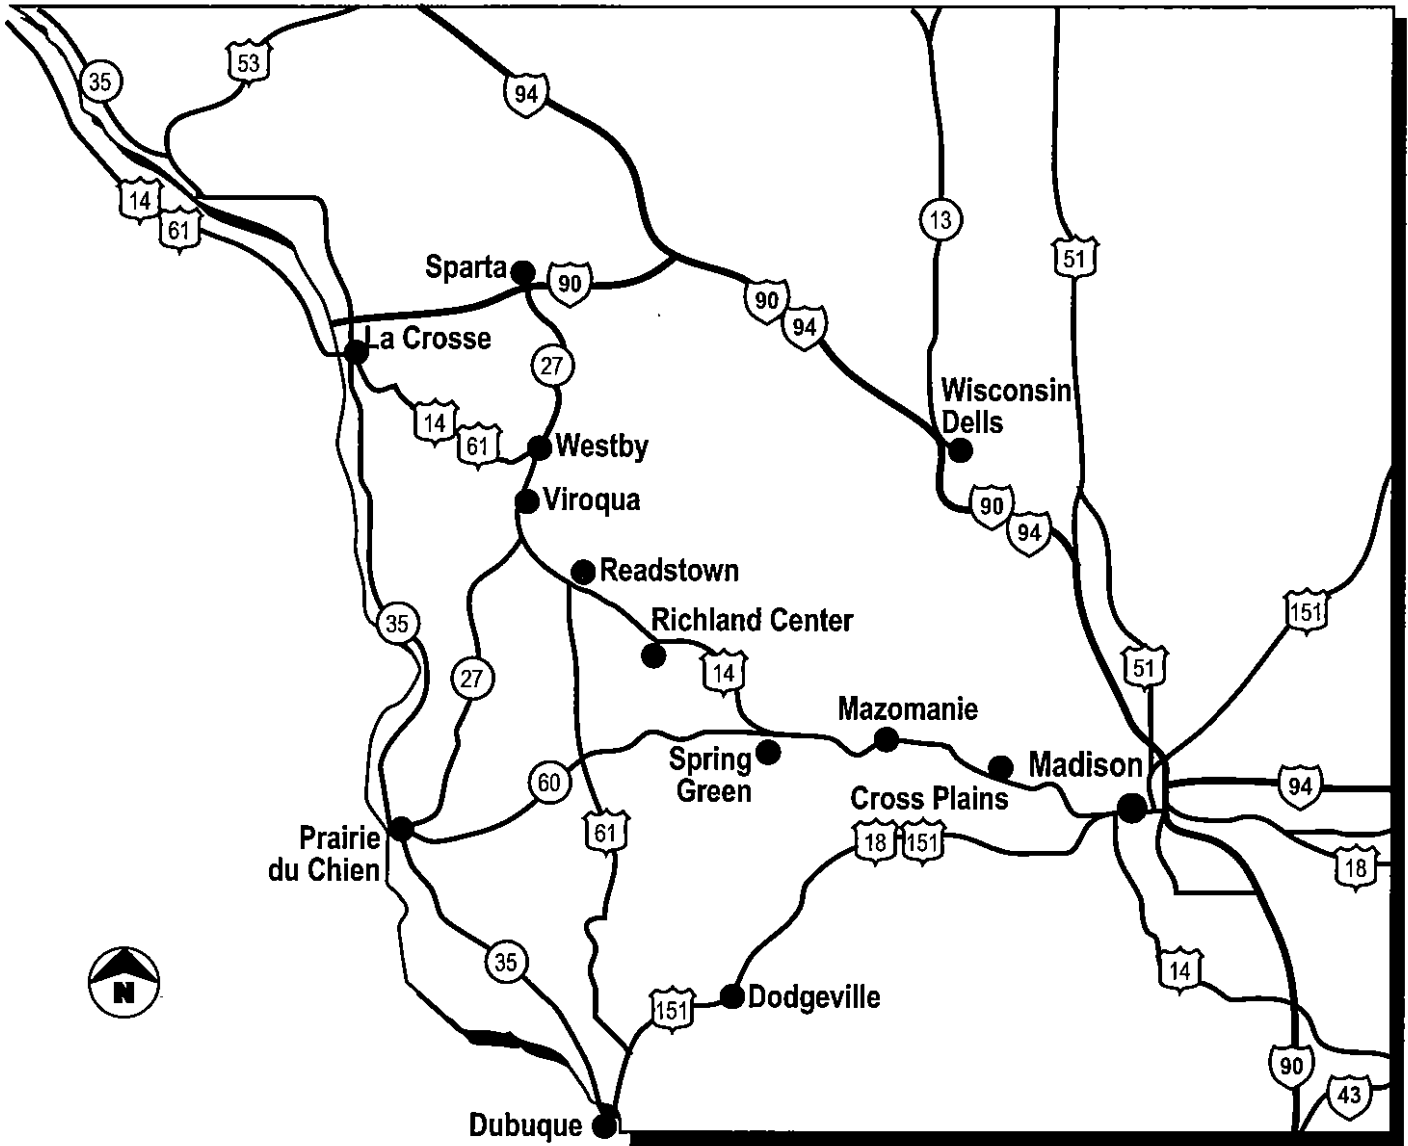 53
35
94
14
61
13
51
Sparta
90
90
94
La Crosse
27
Wisconsin
Dells
14
61
Westby
Viroqua
90
94
Readstown
151
35
Richland Center
27
14
51
Mazomanie
Spring
Green
Madison
60
94
Cross Plains
Prairie
du Chien
61
18
151
18
35
14
N
151
Dodgeville
90
43
Dubuque